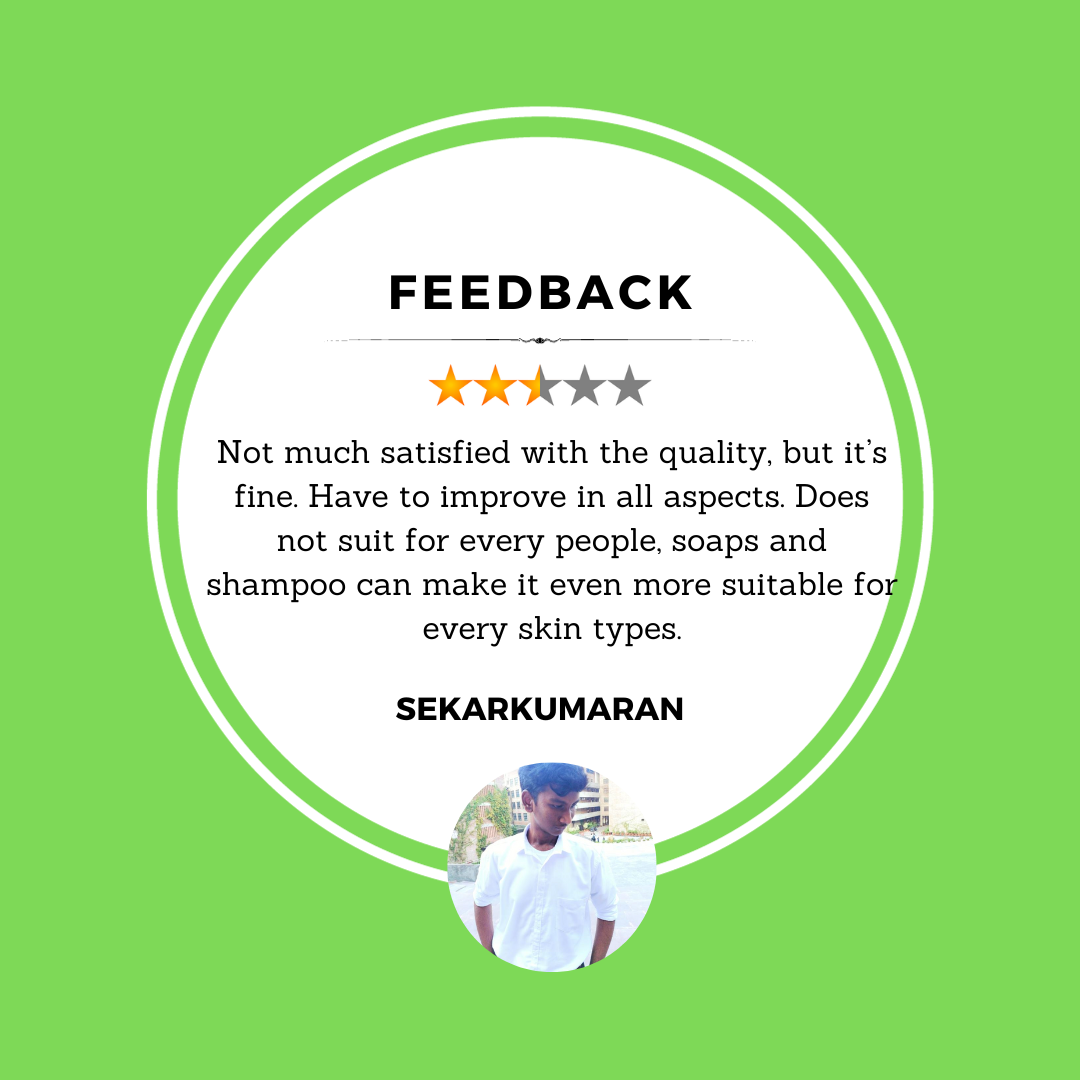 FEEDBACK
Not much satisfied with the quality, but it’s
fine. Have to improve in all aspects. Does
not suit for every people, soaps and
shampoo can make it even more suitable for
every skin types.
SEKARKUMARAN